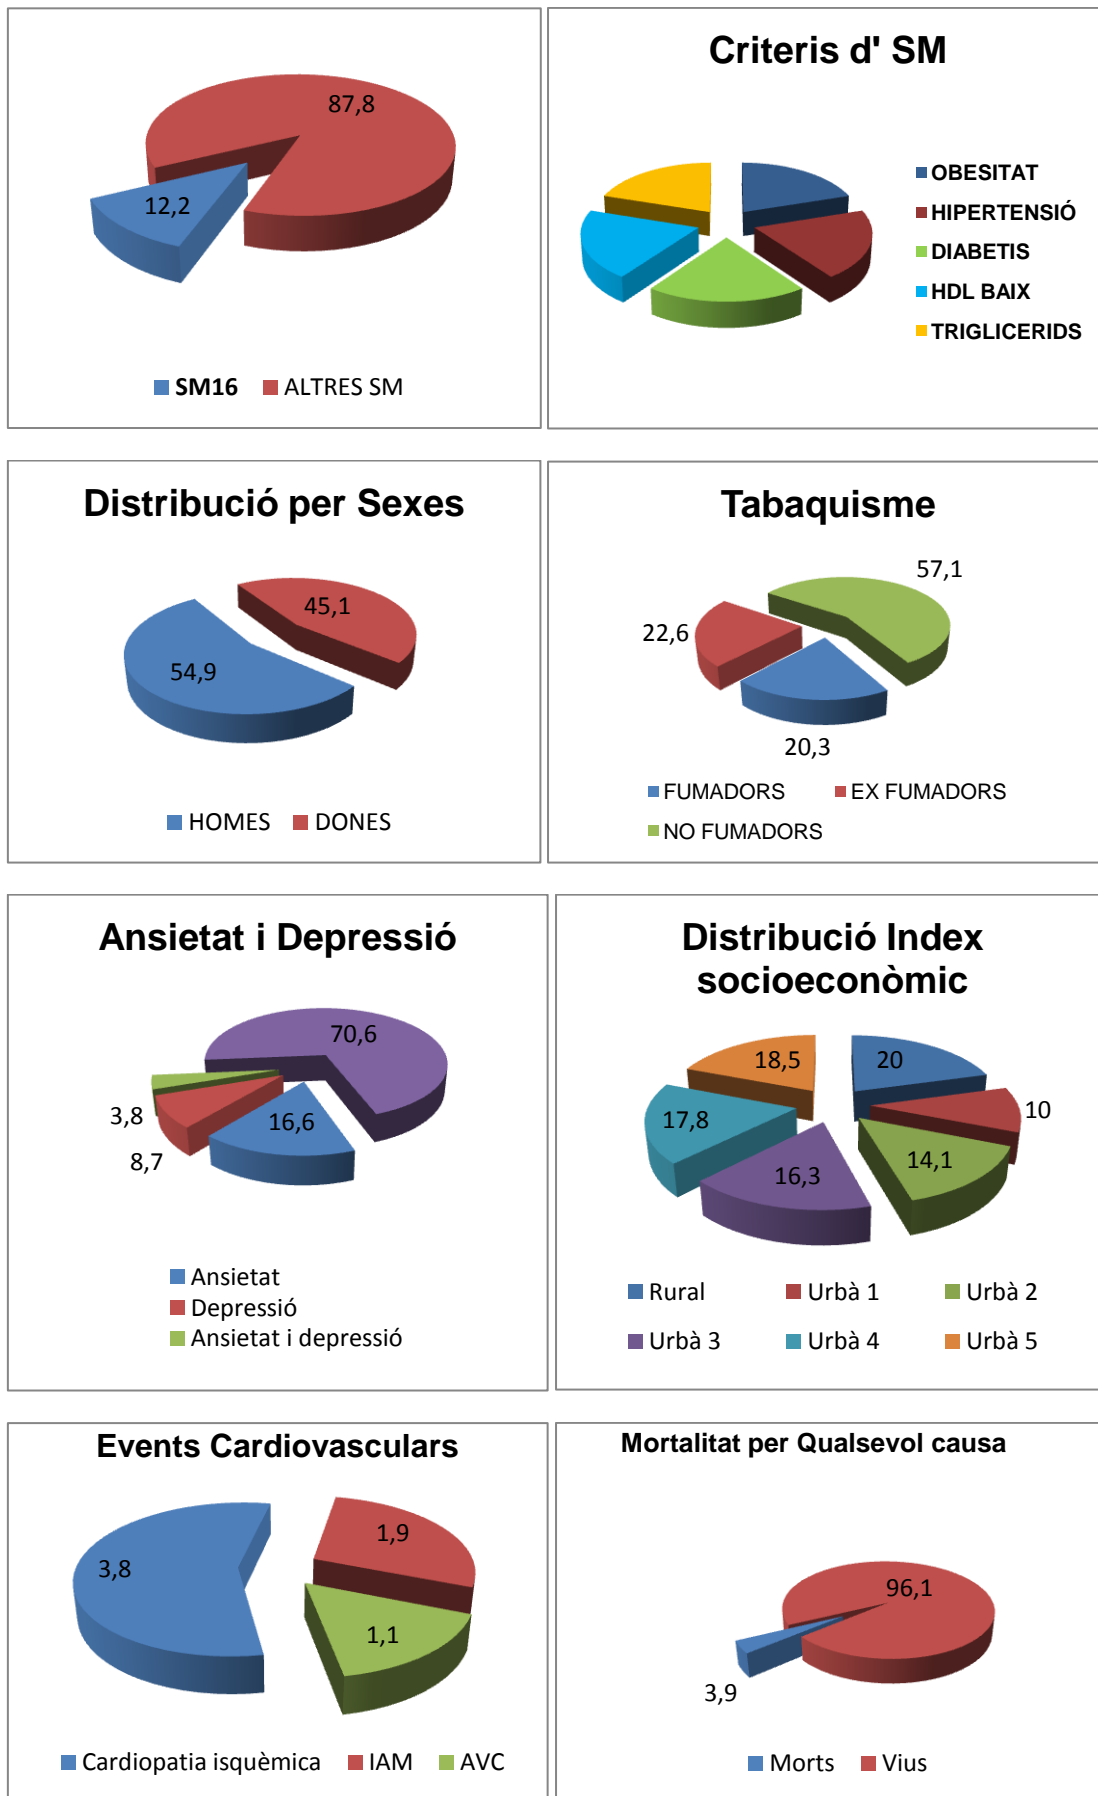 87,8
12,2
SM16 ALTRES SM
Criteris d' SM
OBESITAT
HIPERTENSIÓ
DIABETIS
HDL BAIX
TRIGLICERIDS
Distribució per Sexes
45,1
54,9
HOMES DONES
Tabaquisme
57,1
22,6
20,3
FUMADORS EX FUMADORS
NO FUMADORS
Ansietat i Depressió
70,6
3,8
16,6
8,7
Ansietat
Depressió
Ansietat i depressió
Distribució Index
socioeconòmic
18,5 20
10
17,8
14,1
16,3
Rural Urbà 1 Urbà 2
Urbà 3 Urbà 4 Urbà 5
Events Cardiovasculars
1,9
3,8
1,1
Cardiopatia isquèmica IAM AVC
Mortalitat per Qualsevol causa
96,1
3,9
Morts Vius